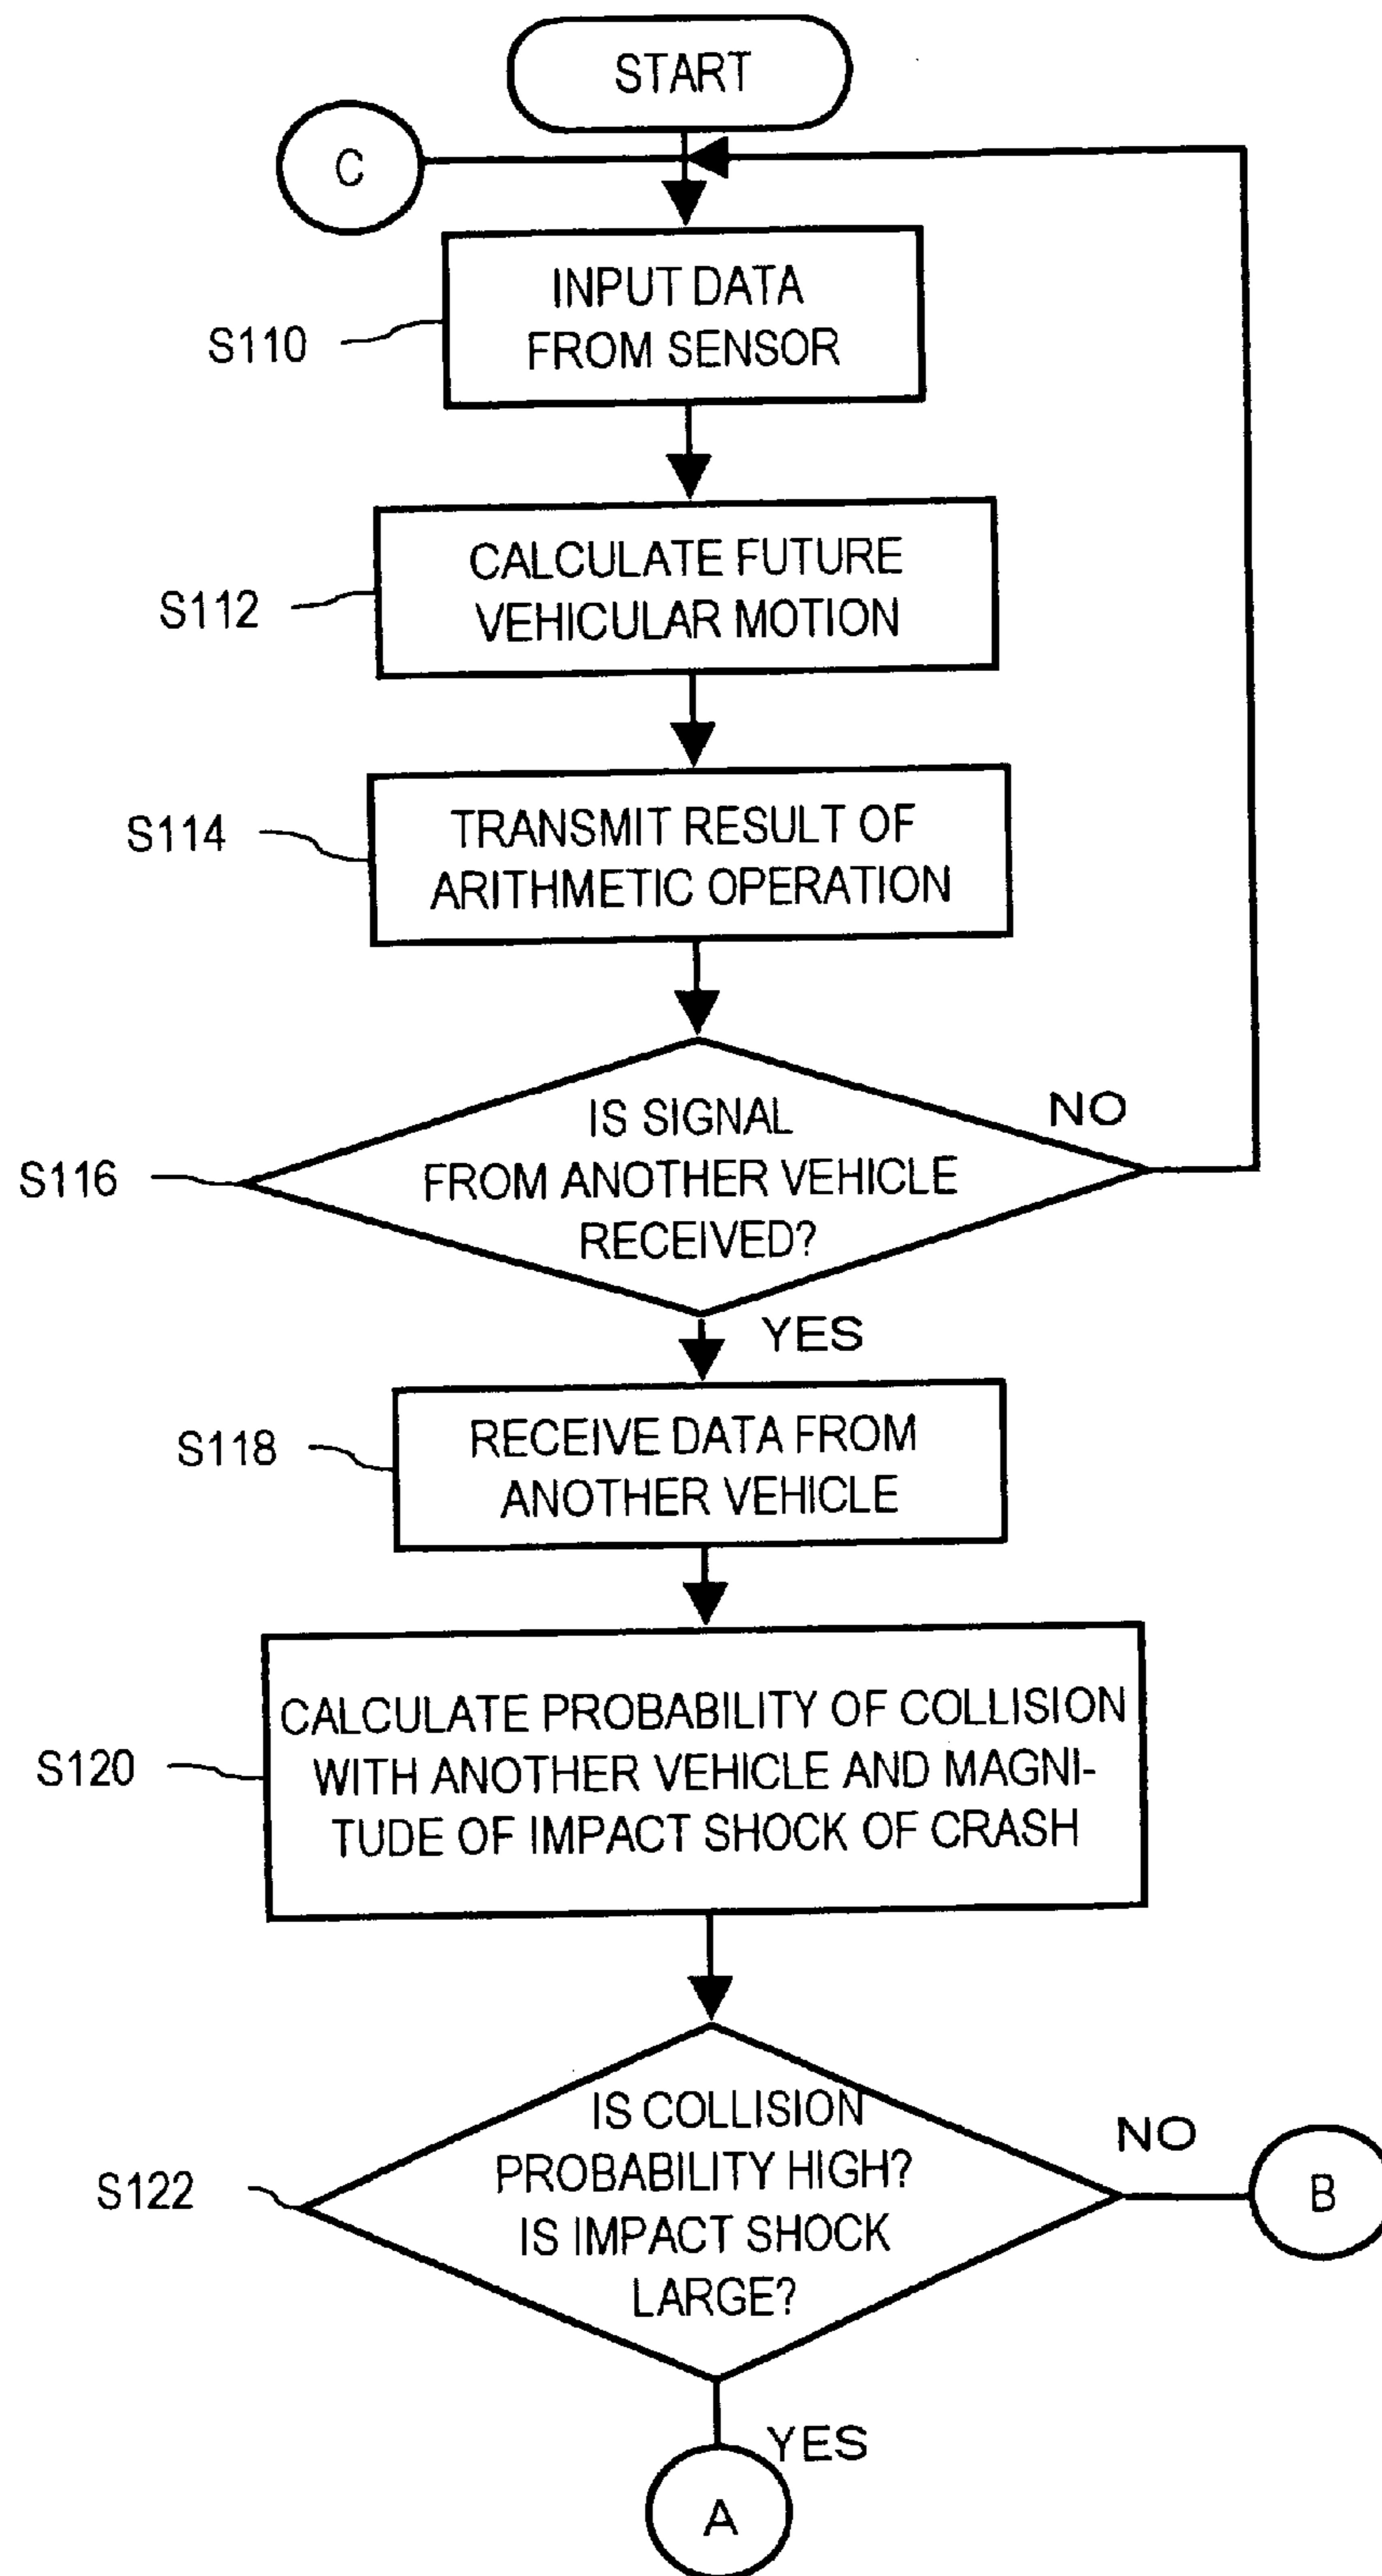 START
C
INPUT DATA
FROM SENSOR
S110
CALCULATE FUTURE
VEHICULAR MOTION
S112
TRANSMIT RESULT OF
ARITHMETIC OPERATION
S114
IS SIGNAL
FROM ANOTHER VEHICLE
RECEIVED?
S116
NO
YES
RECEIVE DATA FROM
ANOTHER VEHICLE
S118
CALCULATE PROBABILITY OF COLLISION
WITH ANOTHER VEHICLE AND MAGNI-
TUDE OF IMPACT SHOCK OF CRASH
S120
IS COLLISION
PROBABILITY HIGH?
IS IMPACT SHOCK
LARGE?
S122
NO
B
YES
A